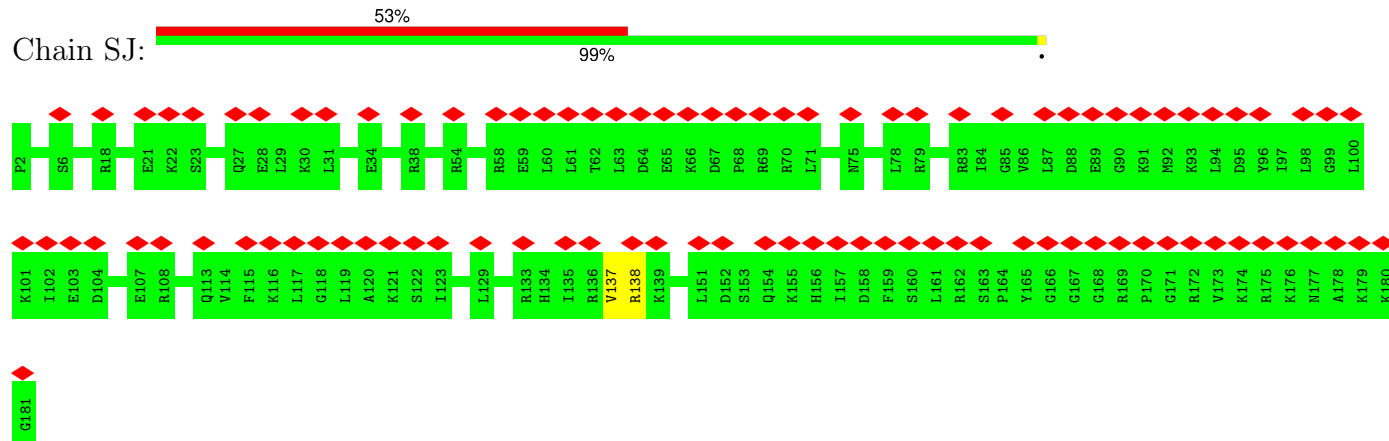 53%
Chain SJ:
99% .
P2 S6 R18 E21 K22 S23 Q27 E28 L29 K30 L31 E34 R38 R54 R58 E59 L60 L61 T62 L63 D64 E65 K66 D67 P68 R69 R70 L71 N75 L78 R79 R83 I84 G85 V86 L87 D88 E89 G90 K91 M92 K93 L94 D95 Y96 I97 L98 G99 L100
K101 I102 E103 D104 E107 R108 Q113 V114 F115 K116 L117 G118 L119 A120 K121 S122 I123 L129 R133 H134 I135 R136 V137 R138 K139 L151 D152 S153 Q154 K155 H156 I157 D158 F159 S160 L161 R162 S163 P164 Y165 G166 G167 G168 R169 P170 G171 R172 V173 K174 R175 K176 N177 A178 K179 K180
G181